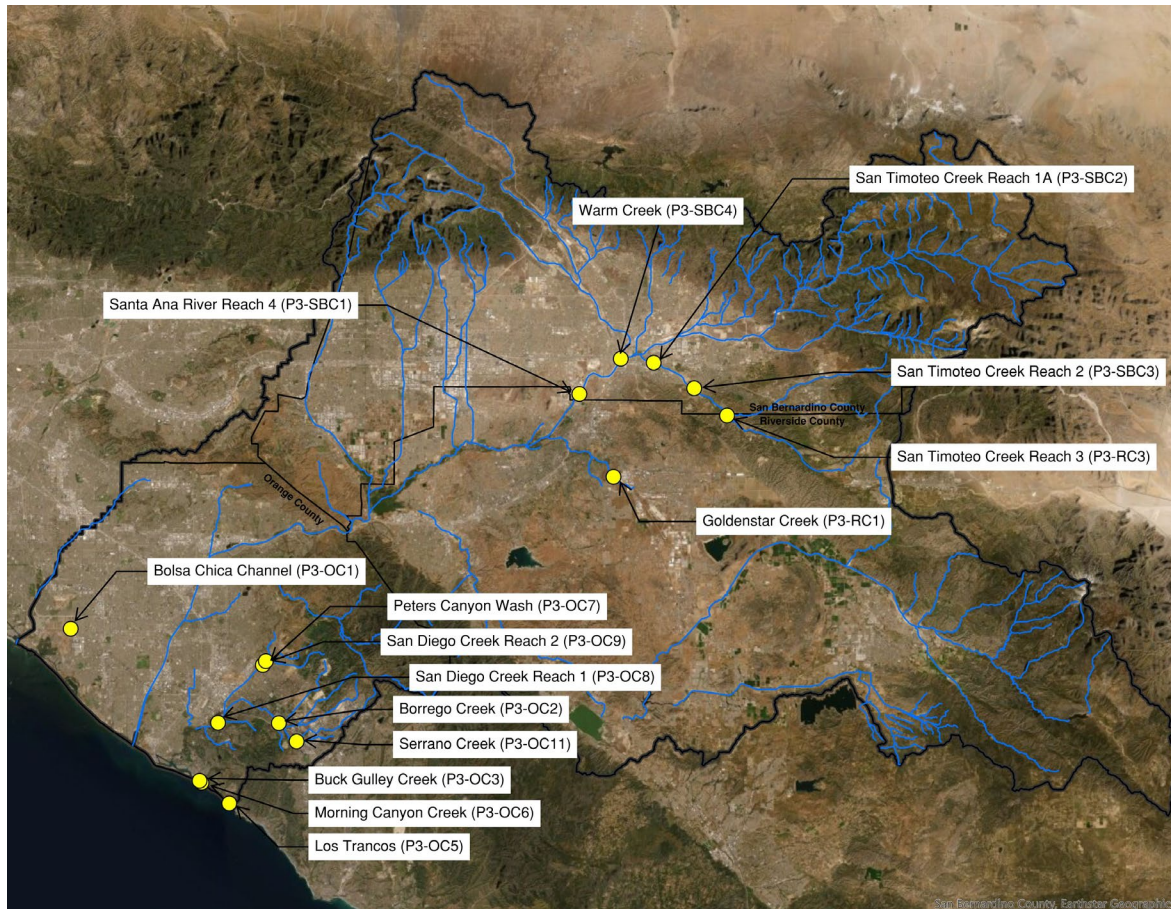 San Timoteo Creek Reach 1A (P3-SBC2)
Warm Creek (P3-SBC4)
Santa Ana River Reach 4 (P3-SBC1)
San Timoteo Creek Reach 2 (P3-SBC3)
San Bernardino County
Riverside County
San Timoteo Creek Reach 3 (P3-RC3)
Orange County
Goldenstar Creek (P3-RC1)
Bolsa Chica Channel (P3-OC1)
Peters Canyon Wash (P3-OC7)
San Diego Creek Reach 2 (P3-OC9)
San Diego Creek Reach 1 (P3-OC8)
Borrego Creek (P3-OC2)
Serrano Creek (P3-OC11)
Buck Gulley Creek (P3-OC3)
Morning Canyon Creek (P3-OC6)
Los Trancos (P3-OC5)
San Bernardino County, Earthstar Geographic